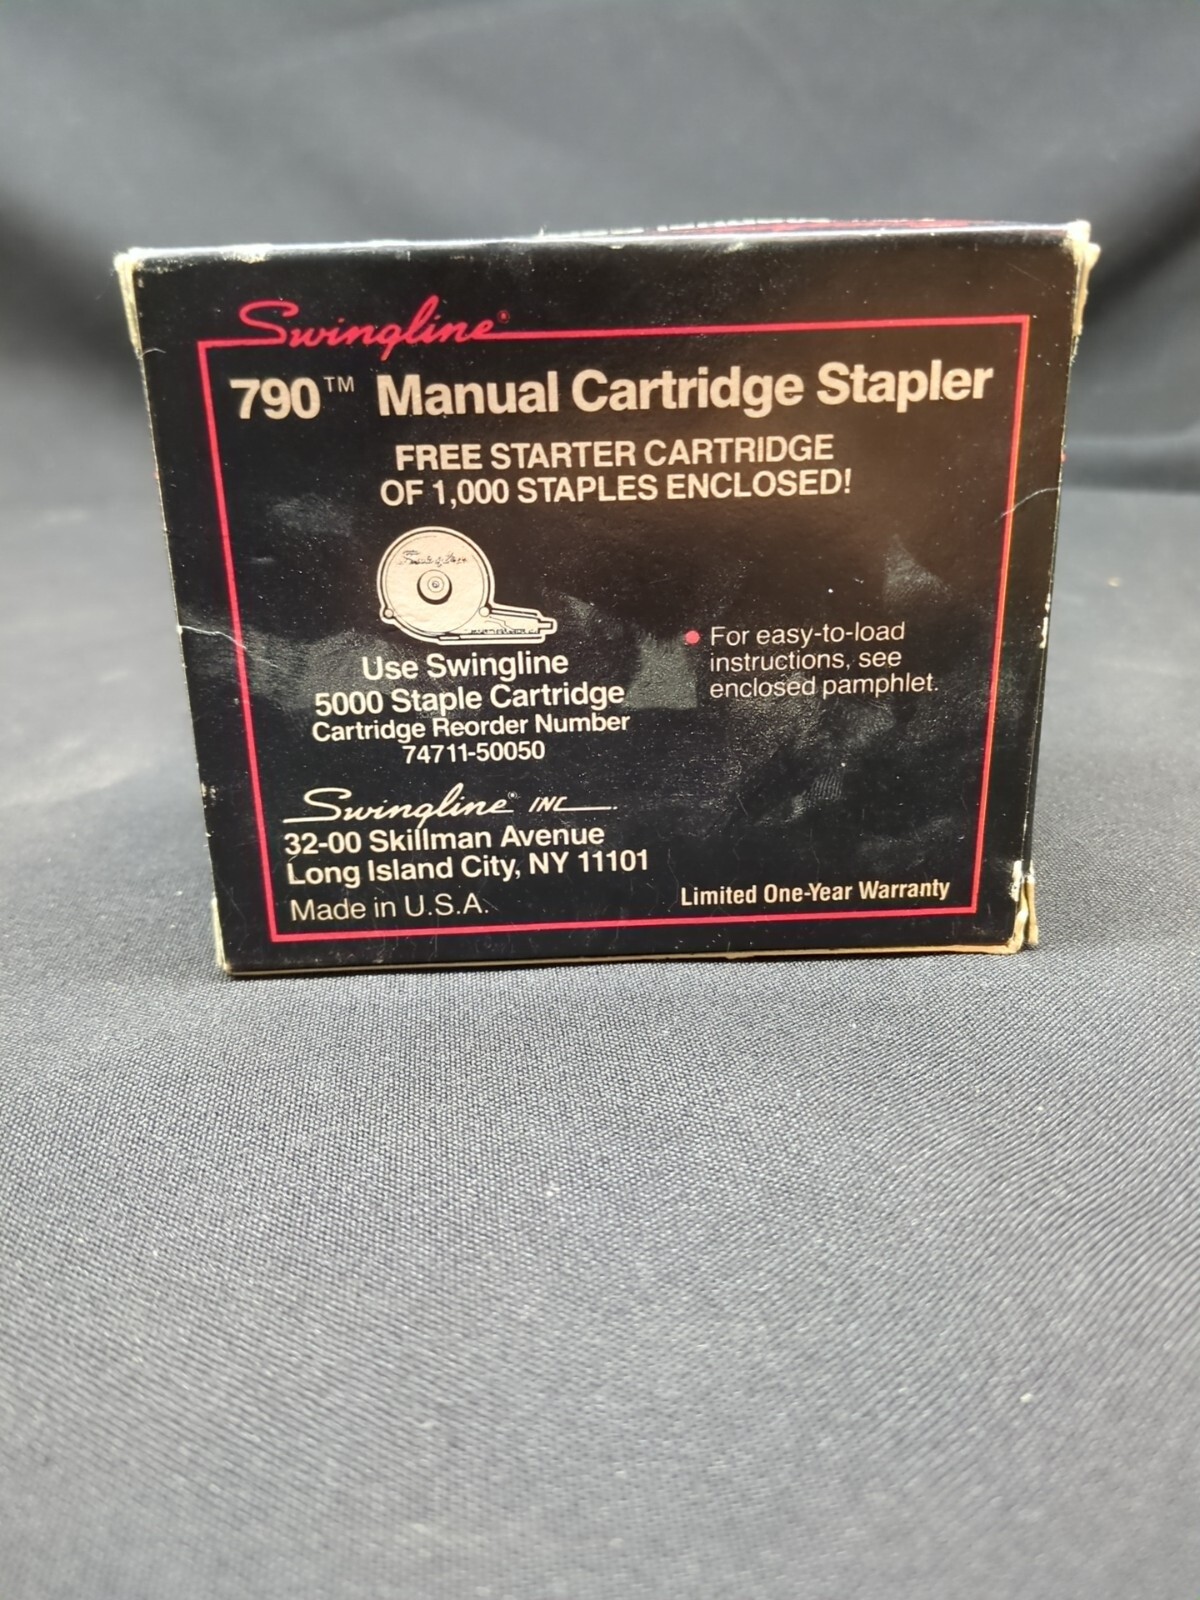 Swingline®
790™ Manual Cartridge Stapler
FREE STARTER CARTRIDGE
OF 1,000 STAPLES ENCLOSED!
Swingline
Use Swingline
5000 Staple Cartridge
Cartridge Reorder Number
74711-50050
• For easy-to-load
instructions, see
enclosed pamphlet.
Swingline® INC.
32-00 Skillman Avenue
Long Island City, NY 11101
Made in U.S.A.
Limited One-Year Warranty